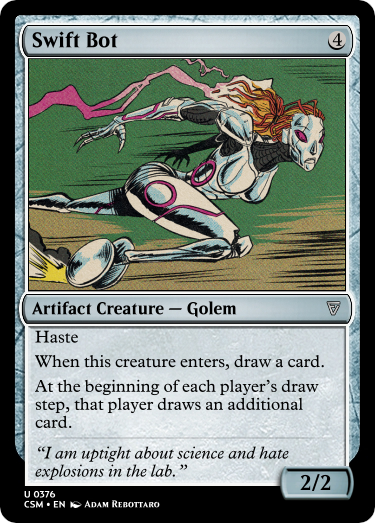 Swift Bot 4
Artifact Creature — Golem
Haste
When this creature enters, draw a card.
At the beginning of each player's draw
step, that player draws an additional
card.
“I am uptight about science and hate
explosions in the lab.”
2/2
U 0376
CSM • EN Adam Rebottaro